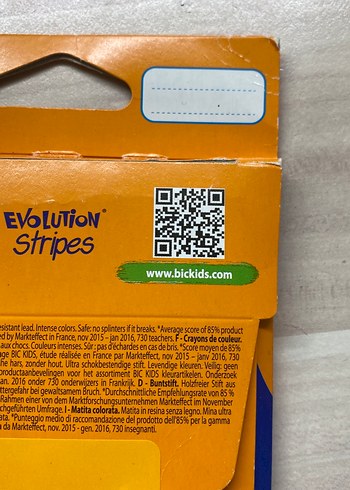 EVOLUTION®
Stripes
www.bickids.com
esistant lead. Intense colors. Safe: no splinters if it breaks. *Average score of 85% product
ed by Markteffect in France, nov 2015 – jan 2016, 730 teachers. F - Crayons de couleur.
aux chocs. Couleurs intenses. Sûr : pas d'échardes en cas de bris. *Score moyen de 85%
age BIC KIDS, étude réalisée en France par Markteffect, nov 2015 – janv 2016, 730
he hars, zonder hout. Ultra schokbestendige stift. Levendige kleuren. Veilig: geen
productaanbevelingen voor het assortiment BIC KIDS kleurartikelen. Onderzoek
an. 2016 onder 730 onderwijzers in Frankrijk. D - Buntstift. Holzfreier Stift aus
ttergefahr bei gewaltsamen Bruch. *Durchschnittliche Empfehlungsrate von 85 %
Rahmen einer von dem Marktforschungsunternehmen Markteffect im November
chgeführten Umfrage. I - Matita colorata. Matita in resina senza legno. Mina ultra
ata. *Punteggio medio di raccomandazione del prodotto dell'85% per la gamma
a da Markteffect, nov 2015 - gen. 2016, 730 insegnanti.